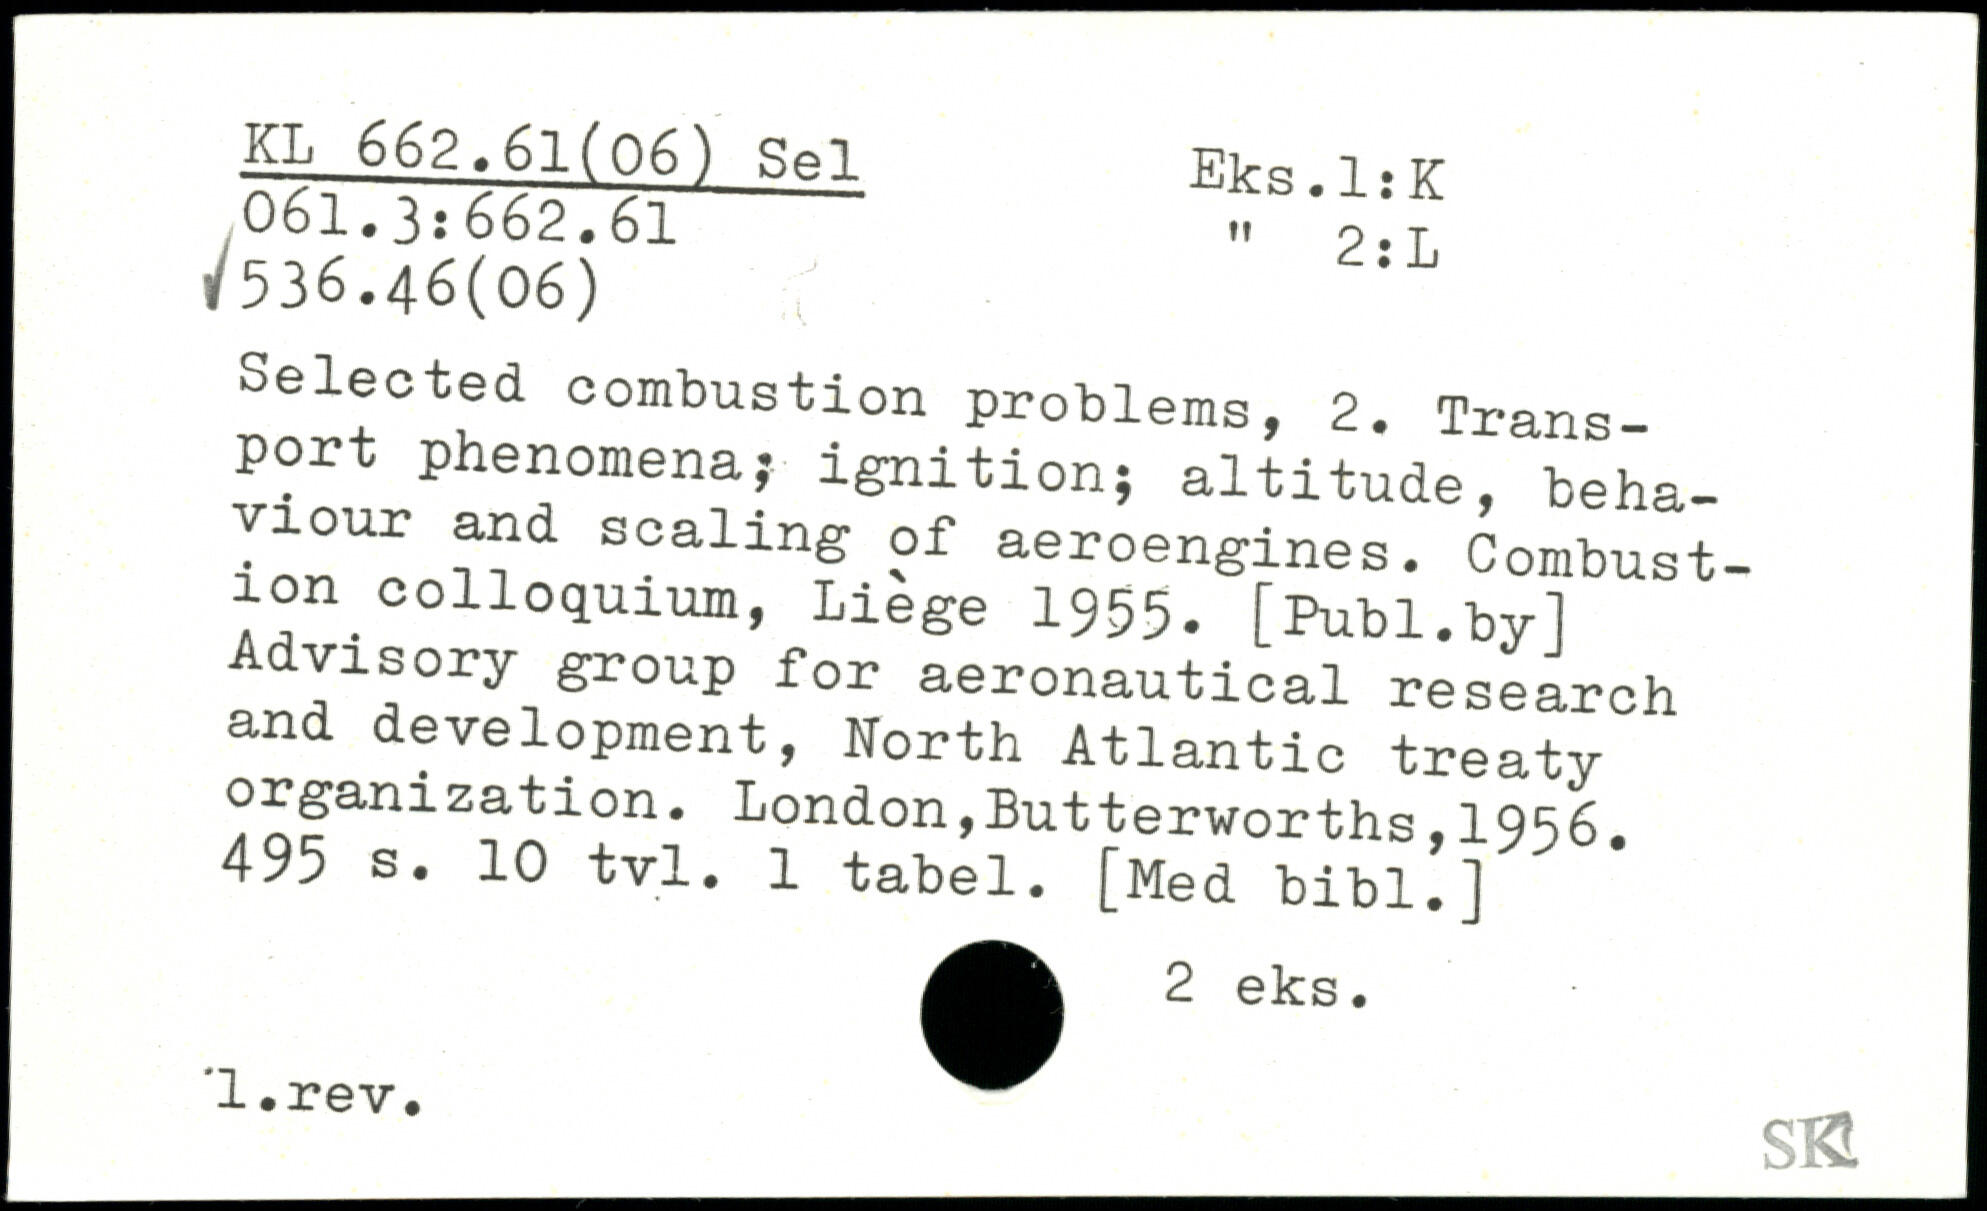 KL 662.61(06) Sel
Eks.1:K
061.3:662.61
" 2:L
536.46(06)
Selected combustion problems, 2. Trans-
port phenomena; ignition; altitude, beha-
viour and scaling of aeroengines. Combust-
ion colloquium, Liège 1955. [Publ.by]
Advisory group for aeronautical research
and development, North Atlantic treaty
organization. London,Butterworths,1956.
495 s. 10 tvl. 1 tabel. [Med bibl.]
2 eks.
1.rev.
SK